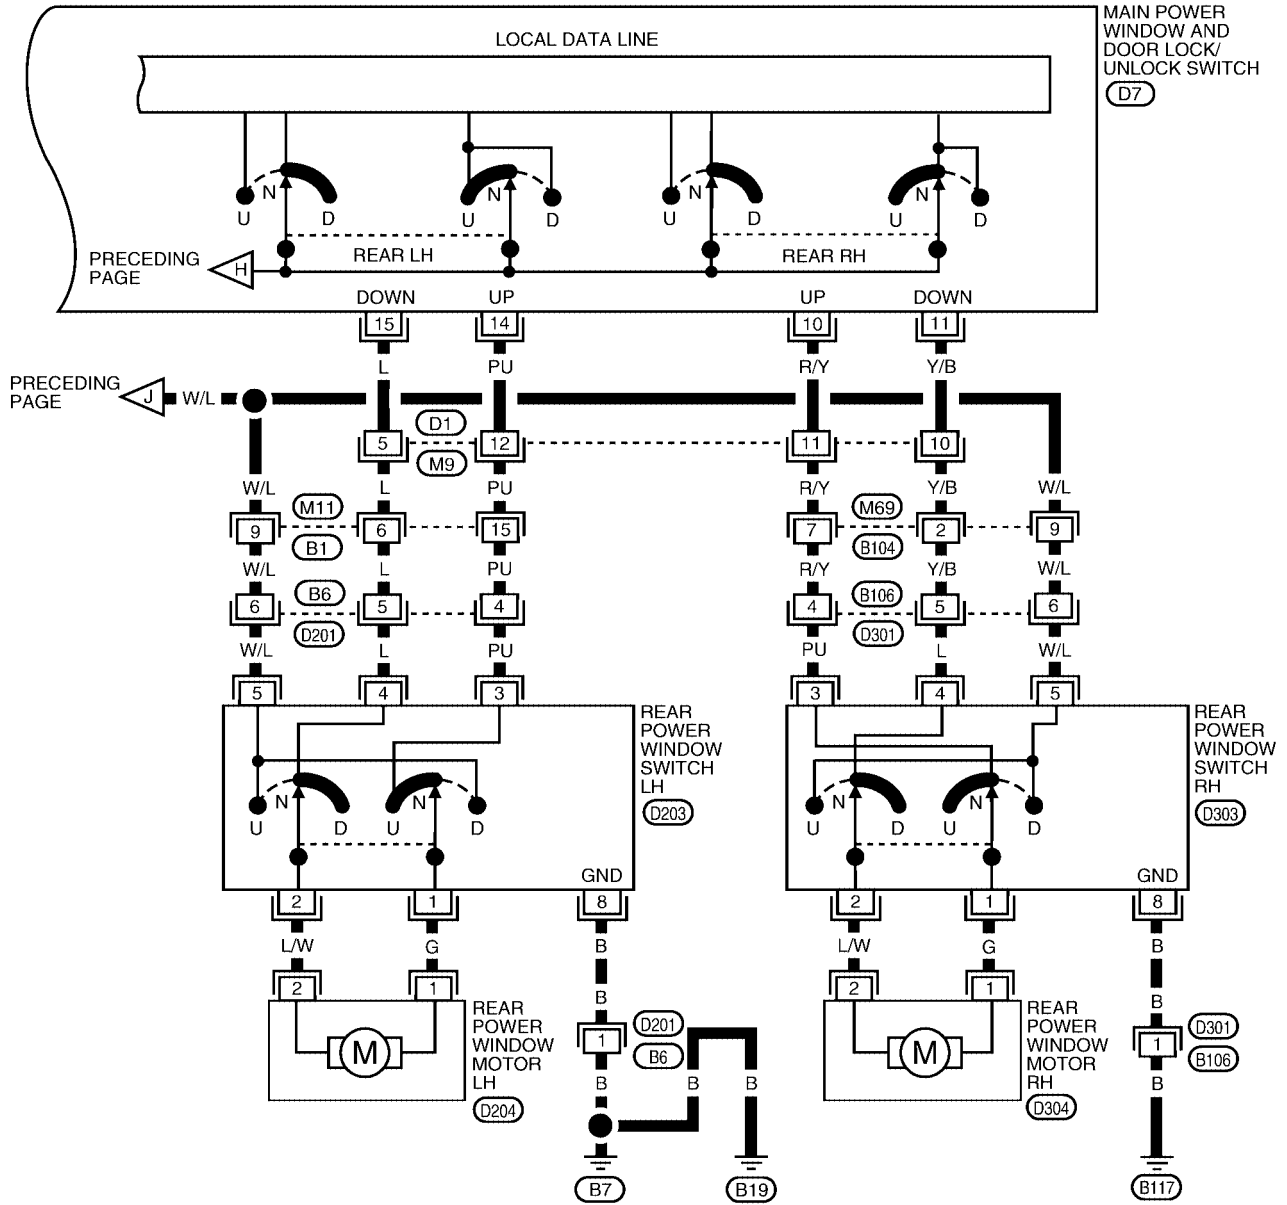 MAIN POWER
WINDOW AND
DOOR LOCK/
UNLOCK SWITCH
D7
LOCAL DATA LINE
N N N N
U D U D U D U D
PRECEDING
PAGE
H
REAR LH
REAR RH
DOWN UP UP DOWN
15 14 10 11
L PU R/Y Y/B
PRECEDING
PAGE
J W/L
D1
5 12 11 10
M9
W/L L PU R/Y Y/B W/L
M11 M69
9 6 15 7 2 9
B1 B104
W/L L PU R/Y Y/B W/L
B6 B106
6 5 4 4 5 6
D201 D301
W/L L PU PU L W/L
5 4 3 3 4 5
REAR
POWER
WINDOW
SWITCH
LH
D203
REAR
POWER
WINDOW
SWITCH
RH
D303
N N N N
U D U D U D U D
GND GND
2 1 8 2 1 8
L/W G B L/W G B
2 1 B 2 1 B
M M
REAR
POWER
WINDOW
MOTOR
LH
D204
D201
1
B6
REAR
POWER
WINDOW
MOTOR
RH
D304
D301
1
B106
B B B B
B7 B19 B117